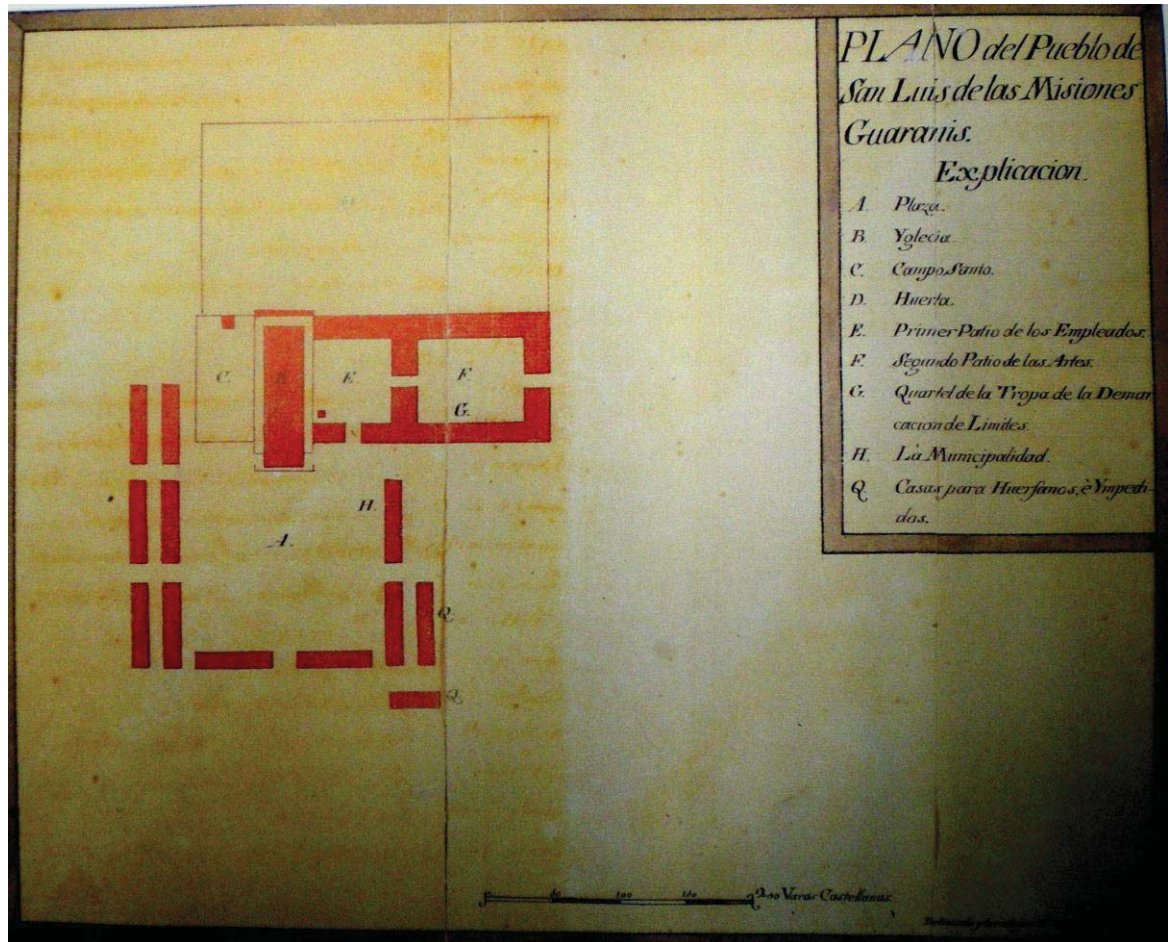 PLANO del Pueblo de
San Luis de las Misiones
Guaranis.
Explicacion.
A. Plaza.
B. Yglecia.
C. Campo Santo.
D. Huerta.
E. Primer Patio de los Empleados.
F. Segundo Patio de las Artes.
G. Quartel de la Tropa de la Demar
cacion de Limites.
H. La Municipalidad.
Q. Casas para Huerfanos, è Ympedi-
dos.
C.
E.
F.
G.
H.
A.
Q.
Q.
50 100 150 200 Varas Castellanas.